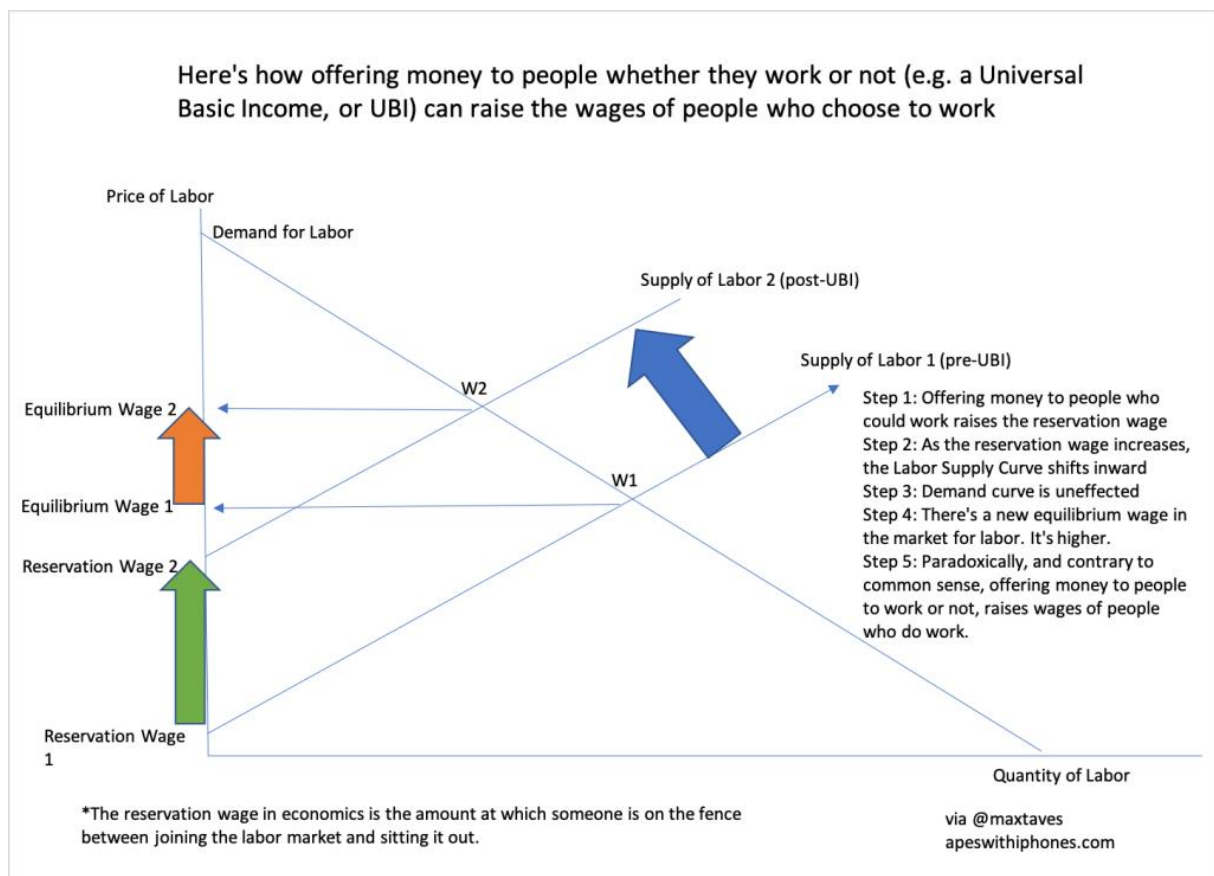 Here's how offering money to people whether they work or not (e.g. a Universal
Basic Income, or UBI) can raise the wages of people who choose to work
Price of Labor
Demand for Labor
Supply of Labor 2 (post-UBI)
Supply of Labor 1 (pre-UBI)
W2
Equilibrium Wage 2
W1
Equilibrium Wage 1
Reservation Wage 2
Reservation Wage
1
Step 1: Offering money to people who
could work raises the reservation wage
Step 2: As the reservation wage increases,
the Labor Supply Curve shifts inward
Step 3: Demand curve is uneffected
Step 4: There's a new equilibrium wage in
the market for labor. It's higher.
Step 5: Paradoxically, and contrary to
common sense, offering money to people
to work or not, raises wages of people
who do work.
Quantity of Labor
*The reservation wage in economics is the amount at which someone is on the fence
between joining the labor market and sitting it out.
via @maxtaves
apeswithiphones.com